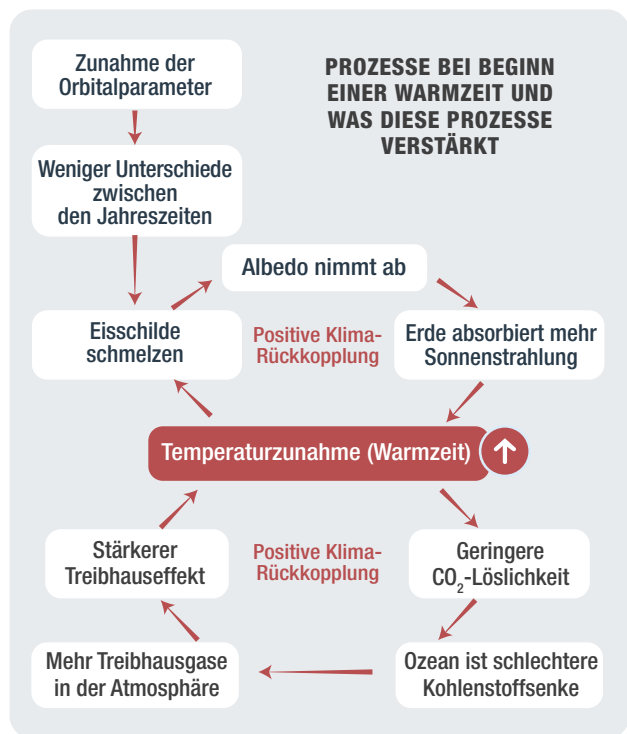 PROZESSE BEI BEGINN
EINER WARMZEIT UND
WAS DIESE PROZESSE
VERSTÄRKT
Zunahme der
Orbitalparameter
Weniger Unterschiede
zwischen
den Jahreszeiten
Albedo nimmt ab
Eisschilde
schmelzen
Positive Klima-
Rückkopplung
Erde absorbiert mehr
Sonnenstrahlung
Temperaturzunahme (Warmzeit)
Stärkerer
Treibhauseffekt
Positive Klima-
Rückkopplung
Geringere
CO₂-Löslichkeit
Mehr Treibhausgase
in der Atmosphäre
Ozean ist schlechtere
Kohlenstoffsenke